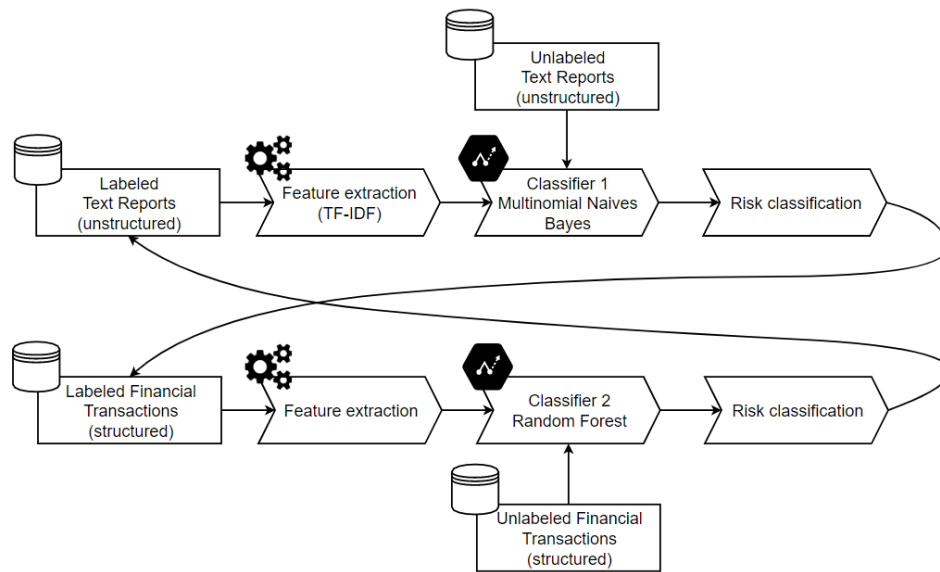 Unlabeled
Text Reports
(unstructured)
Labeled
Text Reports
(unstructured)
Feature extraction
(TF-IDF)
Classifier 1
Multinomial Naives
Bayes
Risk classification
Labeled Financial
Transactions
(structured)
Feature extraction
Classifier 2
Random Forest
Risk classification
Unlabeled Financial
Transactions
(structured)